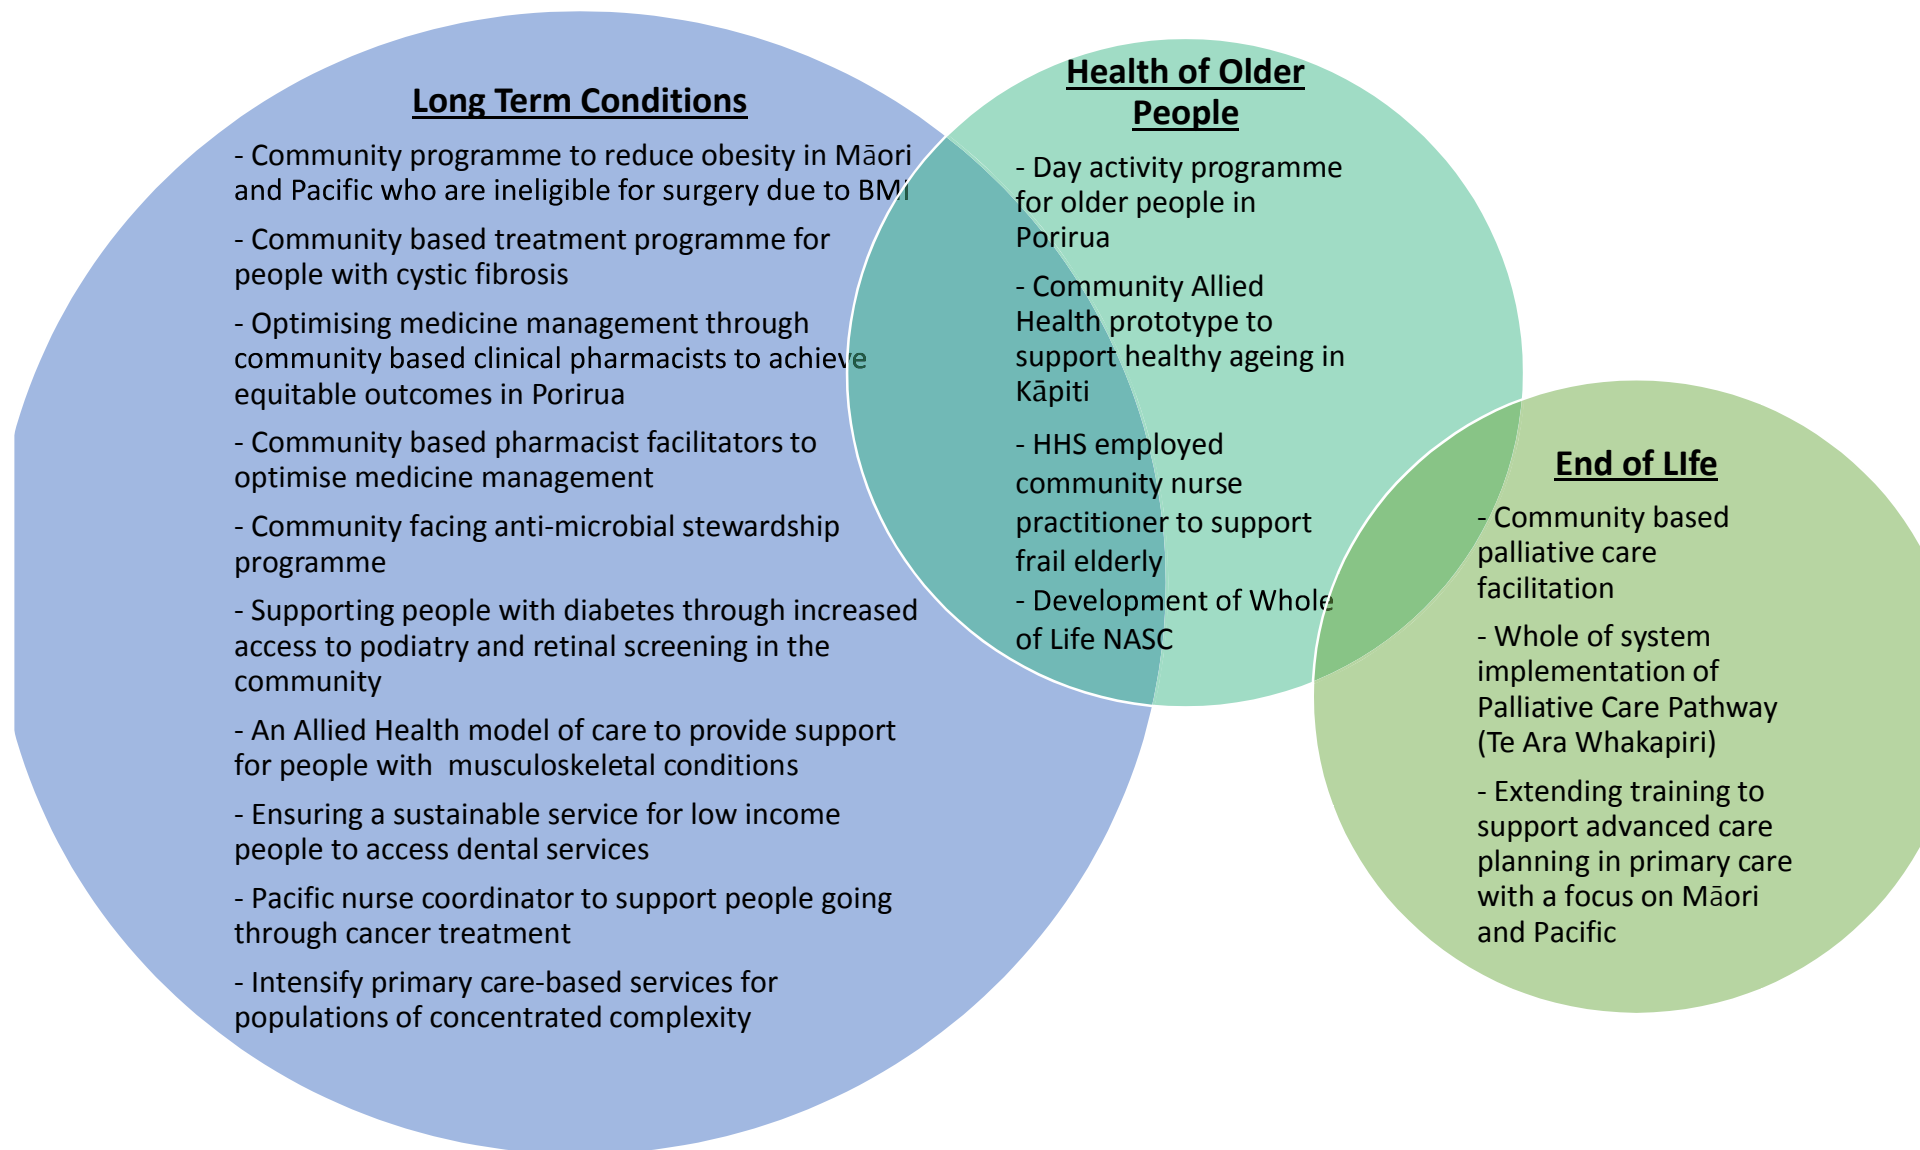 Long Term Conditions
- Community programme to reduce obesity in Māori
and Pacific who are ineligible for surgery due to BMI
- Community based treatment programme for
people with cystic fibrosis
- Optimising medicine management through
community based clinical pharmacists to achieve
equitable outcomes in Porirua
- Community based pharmacist facilitators to
optimise medicine management
- Community facing anti-microbial stewardship
programme
- Supporting people with diabetes through increased
access to podiatry and retinal screening in the
community
- An Allied Health model of care to provide support
for people with  musculoskeletal conditions
- Ensuring a sustainable service for low income
people to access dental services
- Pacific nurse coordinator to support people going
through cancer treatment
- Intensify primary care-based services for
populations of concentrated complexity
Health of Older
People
- Day activity programme
for older people in
Porirua
- Community Allied
Health prototype to
support healthy ageing in
Kāpiti
- HHS employed
community nurse
practitioner to support
frail elderly
- Development of Whole
of Life NASC
End of LIfe
- Community based
palliative care
facilitation
- Whole of system
implementation of
Palliative Care Pathway
(Te Ara Whakapiri)
- Extending training to
support advanced care
planning in primary care
with a focus on Māori
and Pacific